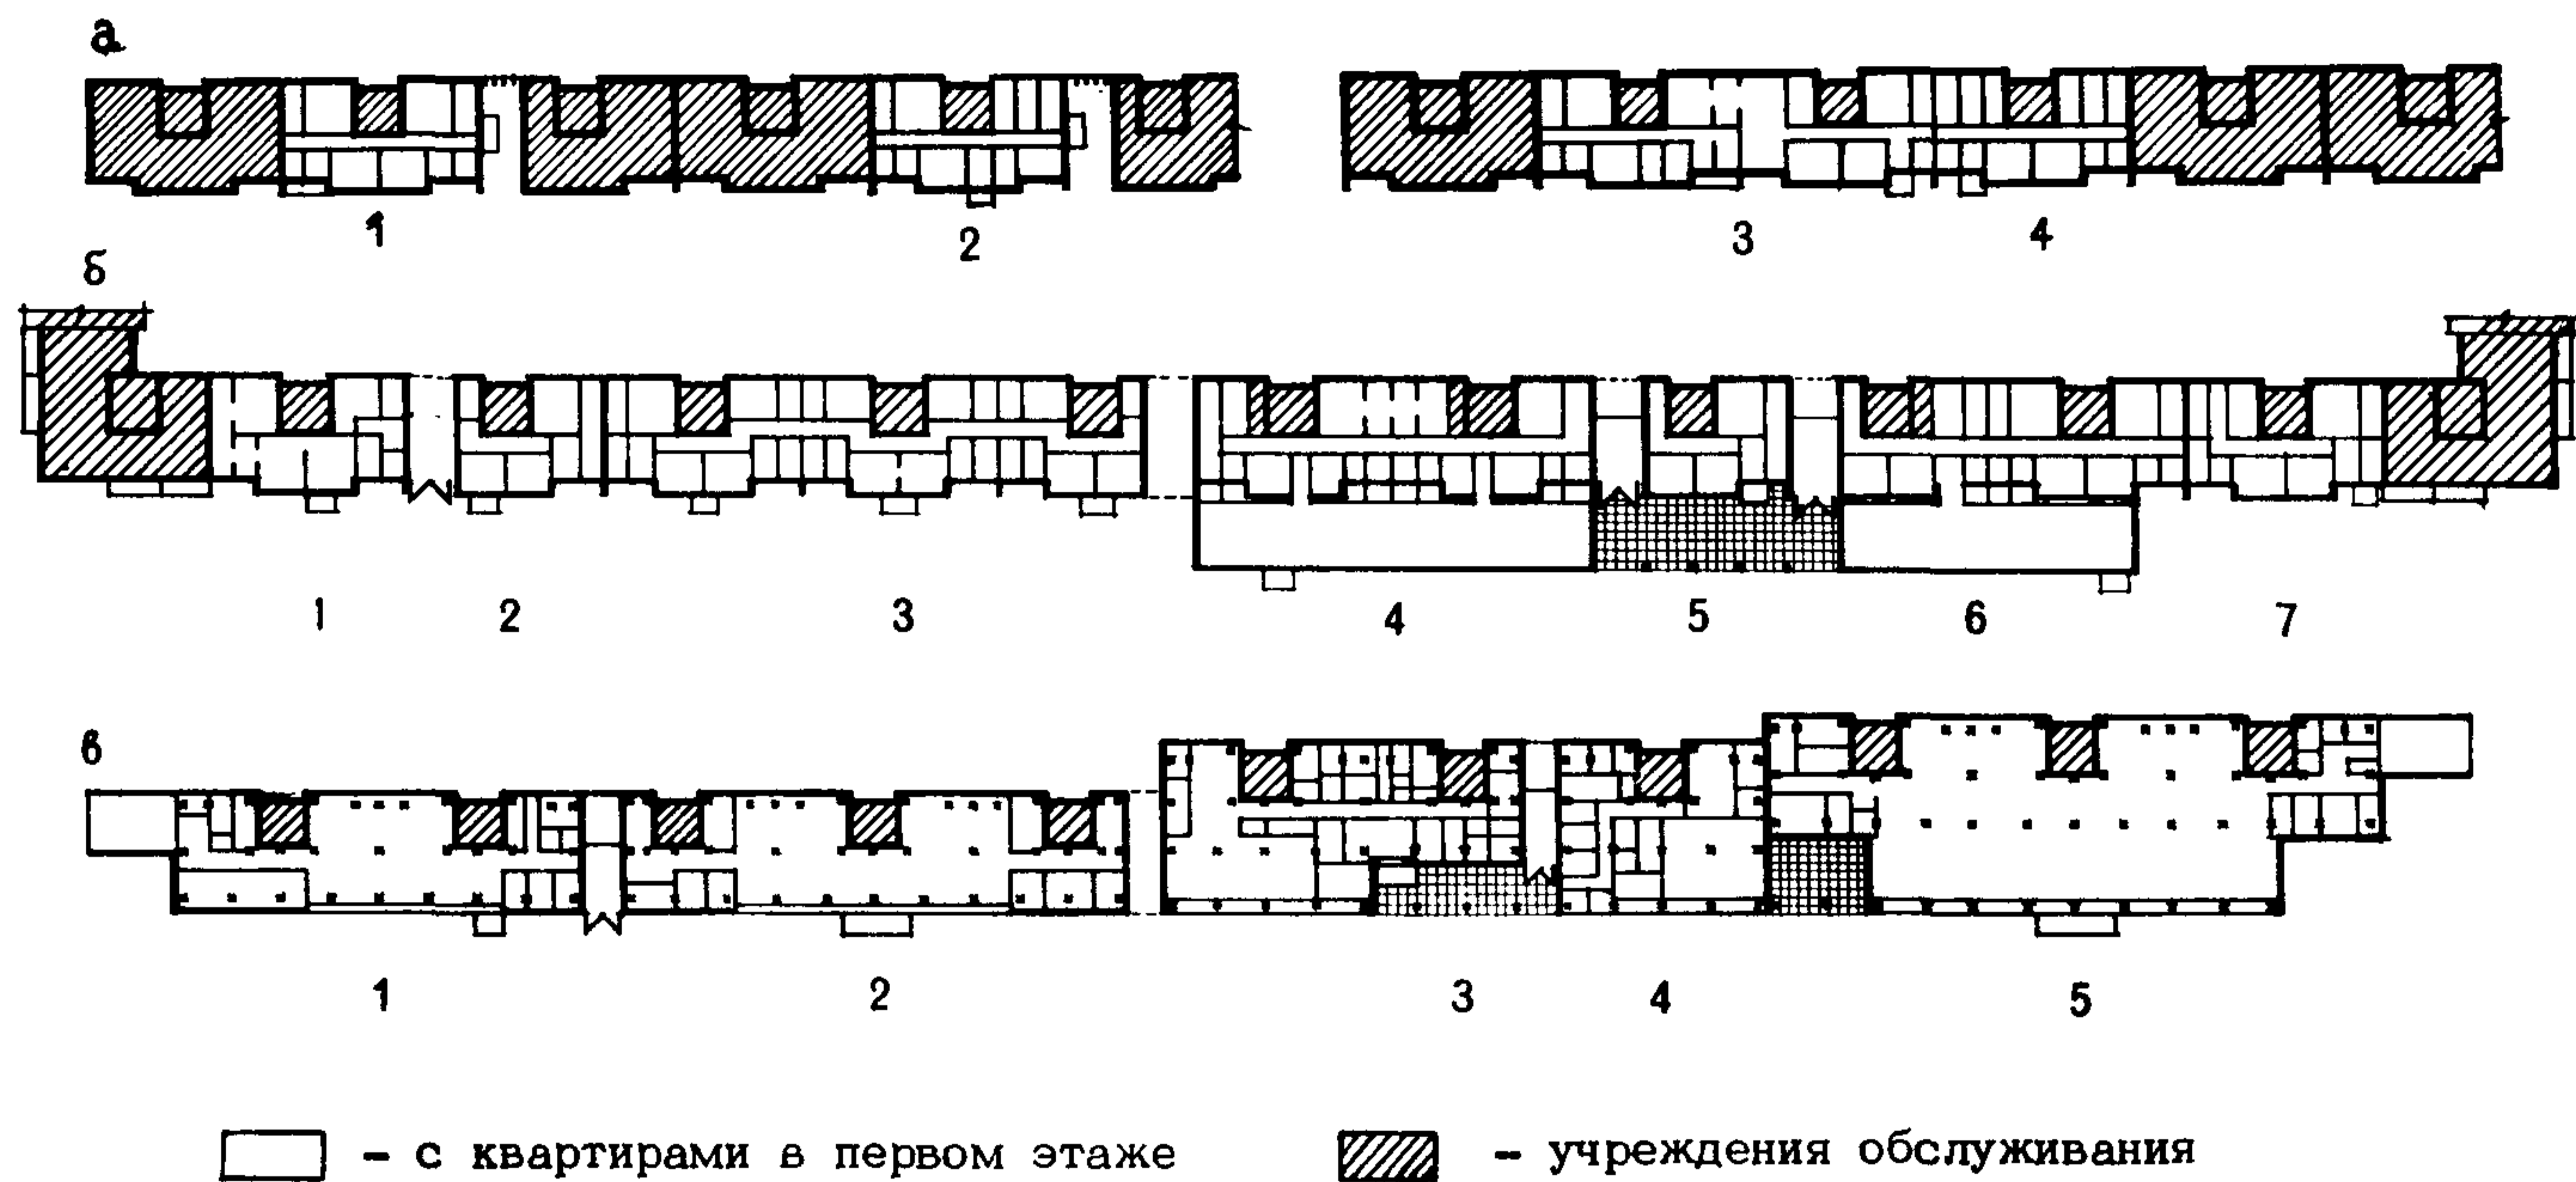 а
1 2 3 4
б
1 2 3 4 5 6 7
в
1 2 3 4 5
- с квартирами в первом этаже - учреждения обслуживания